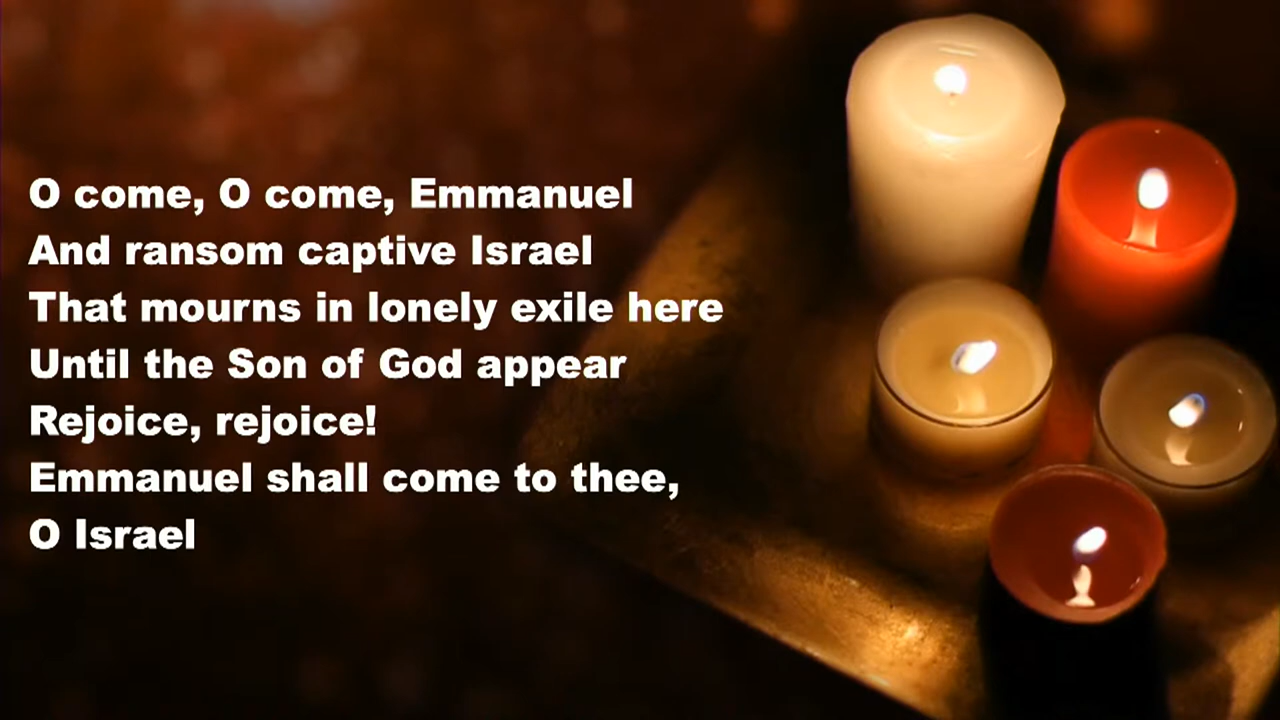 O come, O come, Emmanuel
And ransom captive Israel
That mourns in lonely exile here
Until the Son of God appear
Rejoice, rejoice!
Emmanuel shall come to thee,
O Israel